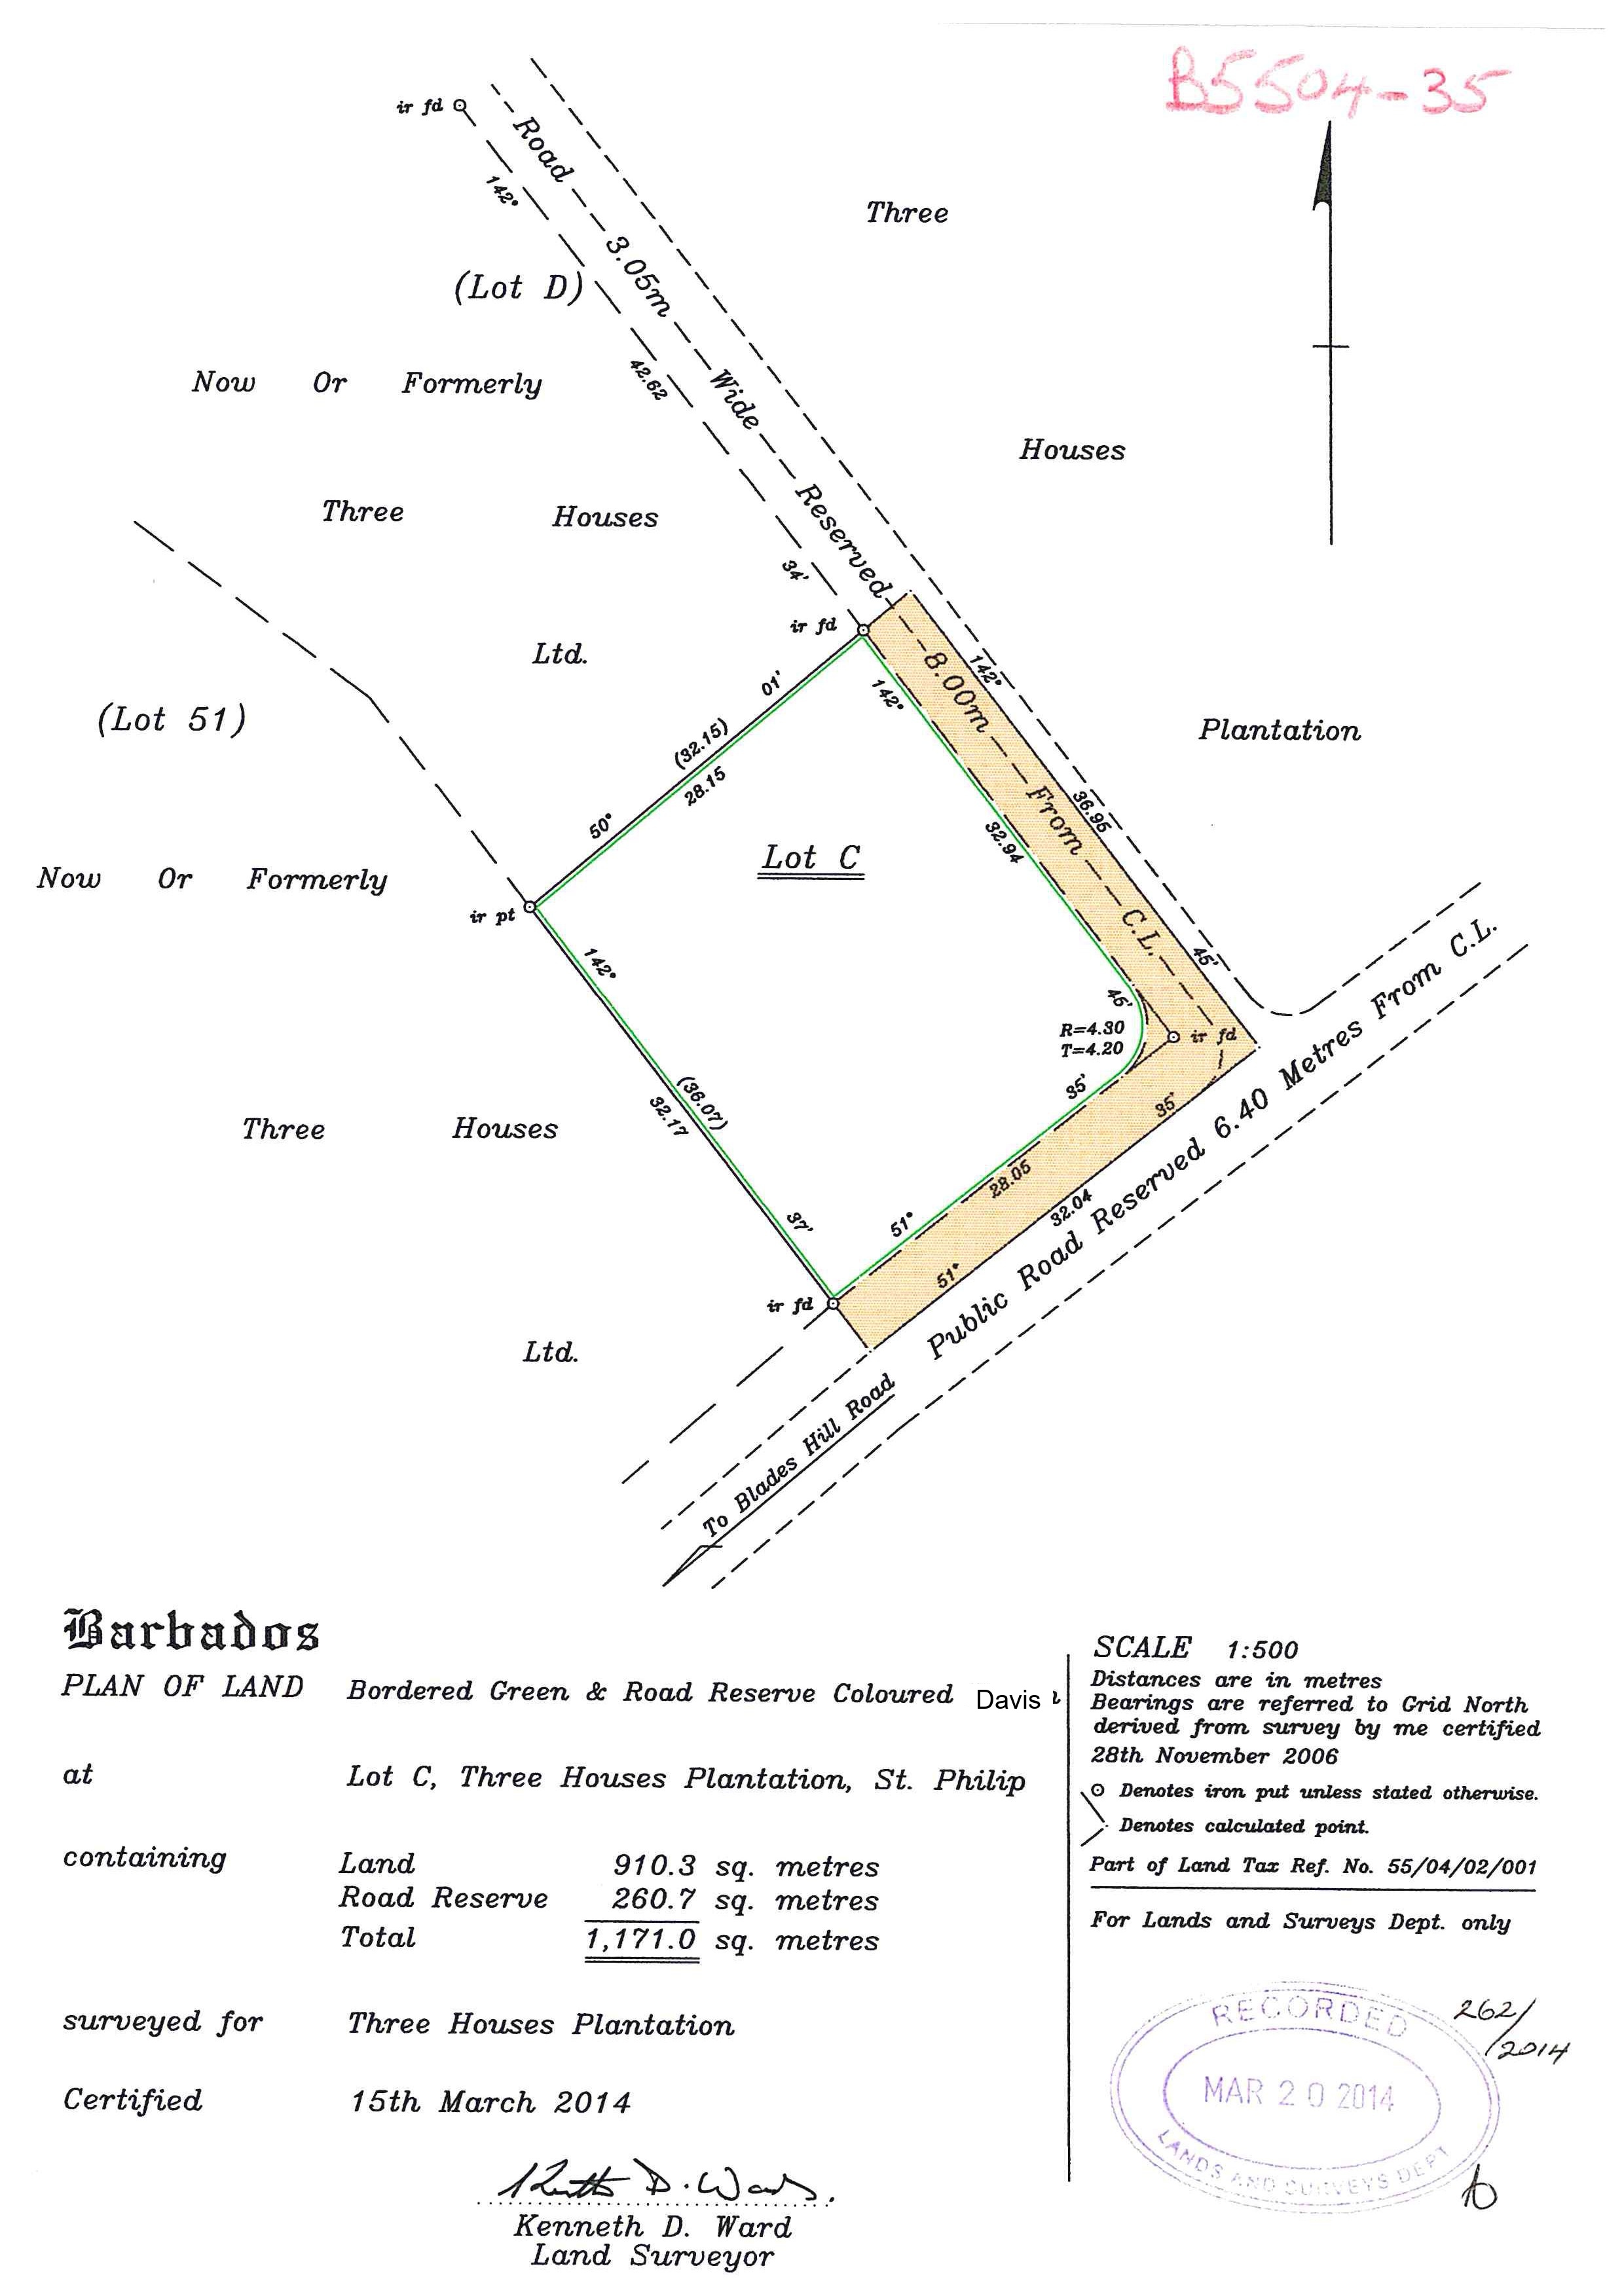 B5504-35
ir fd
142°
Road 3.05m Wide Reserved 8.00m From C.L.
Three
(Lot D)
42.62
Now Or Formerly
Houses
Three Houses
34'
ir fd
Ltd.
01'
142°
142°
(Lot 51)
Plantation
(32.15)
28.15
50°
36.95
32.94
Lot C
Now Or Formerly
ir pt
C.L.
45'
142°
45'
R=4.30
T=4.20
ir fd
35'
35'
(36.07)
32.17
Three Houses
28.05
32.04
37'
51°
51°
ir fd
Public Road Reserved 6.40 Metres From C.L.
Ltd.
To Blades Hill Road
Barbados
PLAN OF LAND Bordered Green & Road Reserve Coloured Davis
at Lot C, Three Houses Plantation, St. Philip
containing Land 910.3 sq. metres
Road Reserve 260.7 sq. metres
Total 1,171.0 sq. metres
surveyed for Three Houses Plantation
Certified 15th March 2014
Kenneth D. Ward.
Kenneth D. Ward
Land Surveyor
SCALE 1:500
Distances are in metres
Bearings are referred to Grid North
derived from survey by me certified
28th November 2006
Denotes iron put unless stated otherwise.
Denotes calculated point.
Part of Land Tax Ref. No. 55/04/02/001
For Lands and Surveys Dept. only
RECORDED
MAR 20 2014
LANDS AND SURVEYS DEPT
262/
/2014